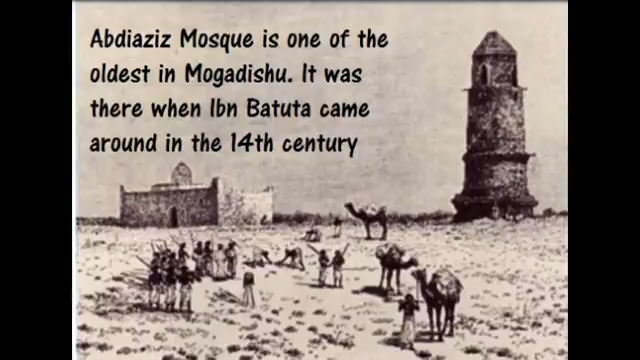 Abdiaziz Mosque is one of the
oldest in Mogadishu. It was
there when Ibn Batuta came
around in the 14th century